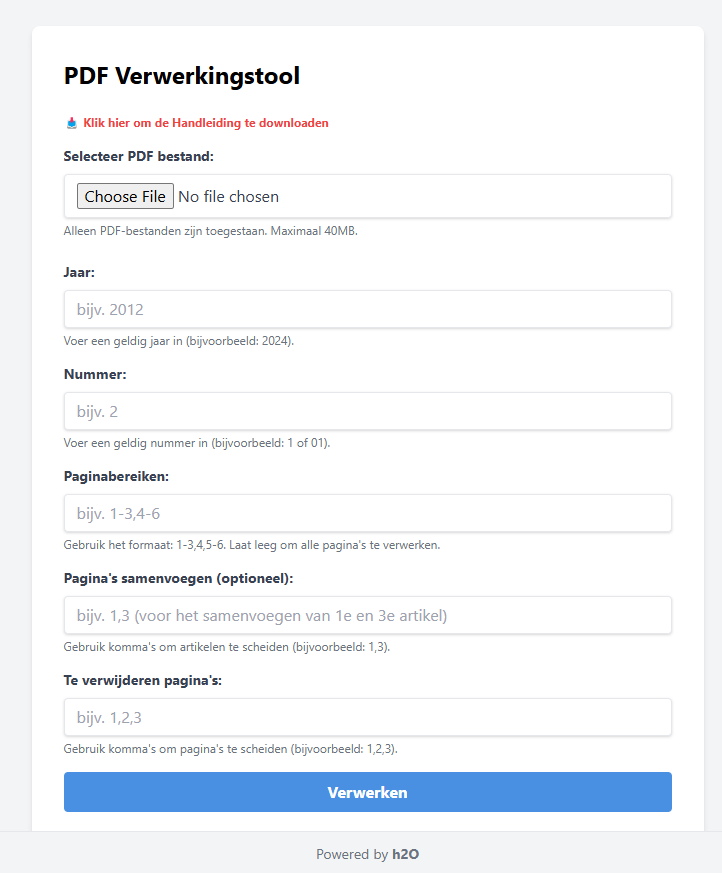 PDF Verwerkingstool
Klik hier om de Handleiding te downloaden
Selecteer PDF bestand:
Choose File No file chosen
Alleen PDF-bestanden zijn toegestaan. Maximaal 40MB.
Jaar:
bijv. 2012
Voer een geldig jaar in (bijvoorbeeld: 2024).
Nummer:
bijv. 2
Voer een geldig nummer in (bijvoorbeeld: 1 of 01).
Paginabereiken:
bijv. 1-3,4-6
Gebruik het formaat: 1-3,4,5-6. Laat leeg om alle pagina's te verwerken.
Pagina's samenvoegen (optioneel):
bijv. 1,3 (voor het samenvoegen van 1e en 3e artikel)
Gebruik komma's om artikelen te scheiden (bijvoorbeeld: 1,3).
Te verwijderen pagina's:
bijv. 1,2,3
Gebruik komma's om pagina's te scheiden (bijvoorbeeld: 1,2,3).
Verwerken
Powered by h2O